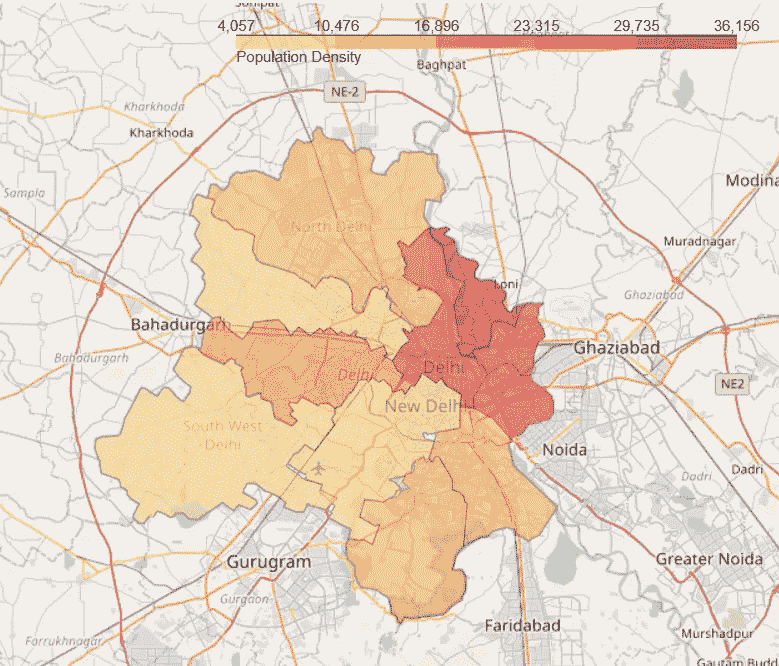 Sonipat
4,057 10,476 16,896 23,315 29,735 36,156
Population Density
Baghpat
NE-2
Kharkhoda
Kharkhoda
Modina
Sampla
North Delhi
Muradnagar
Loni
Ghaziabad
Bahadurgarh
Ghaziabad
Bahadurgarh
Delhi
Delhi
NE2
New Delhi
South West
Delhi
Noida
Dadri
Dadri
Gurugram
Greater Noida
Gurgaon
Faridabad
Murshadpur
Farrukhnagar
Gautam Budd